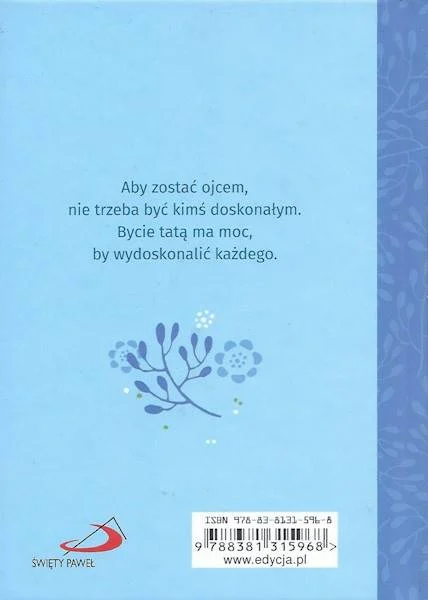 Aby zostać ojcem,
nie trzeba być kimś doskonałym.
Bycie tatą ma moc,
by wydoskonalić każdego.
ISBN 978-83-8131-596-8
9 788381 315968 >
www.edycja.pl
ŚWIĘTY PAWEŁ